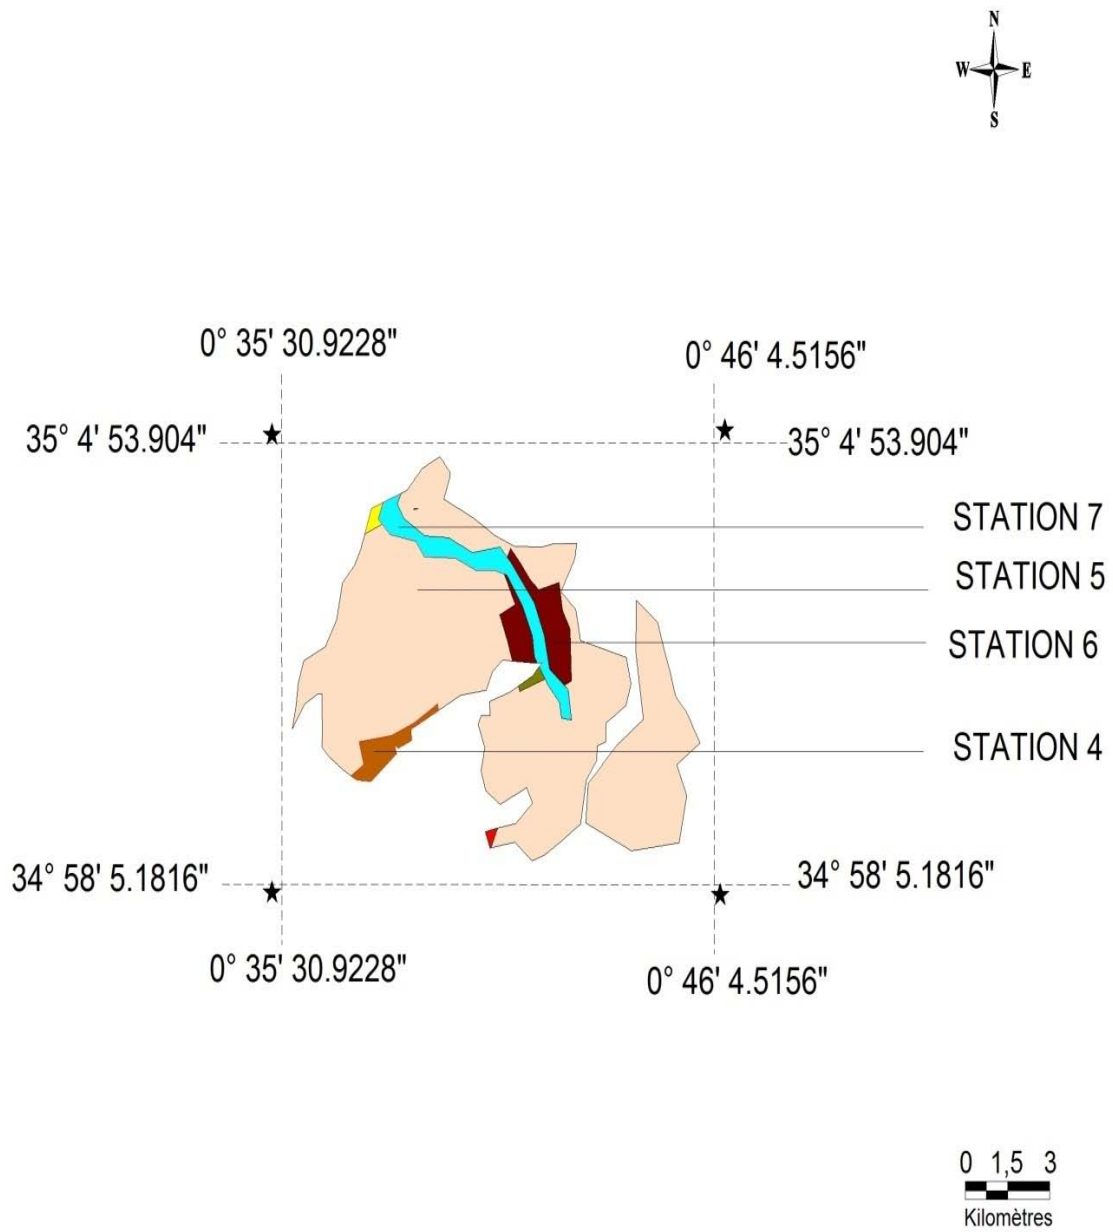 N
W E
S
0° 35' 30.9228"
0° 46' 4.5156"
35° 4' 53.904"
35° 4' 53.904"
STATION 7
STATION 5
STATION 6
STATION 4
34° 58' 5.1816"
34° 58' 5.1816"
0° 35' 30.9228"
0° 46' 4.5156"
0 1,5 3
Kilomètres